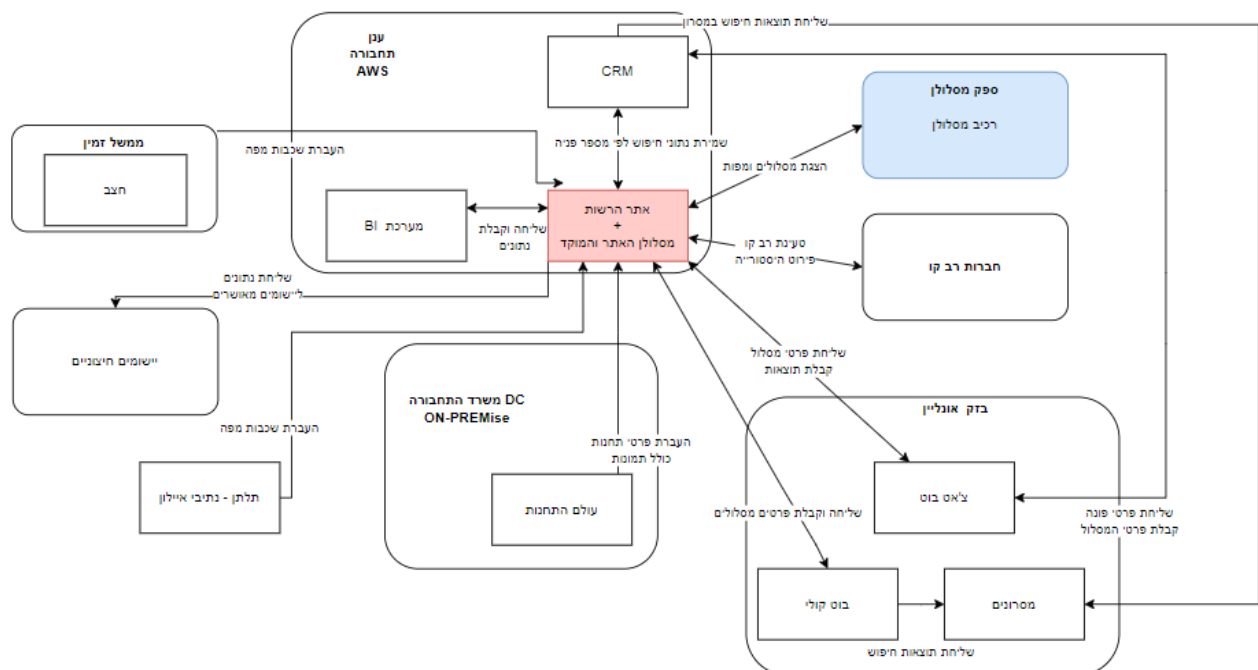 שליחת תוצאות חיפוש במסרון
ענן
תחבורה
AWS
CRM
ספק מסלולן
רכיב מסלולן
ממשל זמין
חצב
העברת שכבות מפה
שמירת נתוני חיפוש לפי מספר פניה
הצגת מסלולים ומפות
מערכת BI
שליחה וקבלת
נתונים
אתר הרשות
+
מסלולן האתר והמוקד
טעינת רב קו
פירוט היסטורייה
חברות רב קו
שליחת נתונים
ליישומים מאושרים
יישומים חיצוניים
DC משרד התחבורה
ON-PREMise
שליחת פרטי מסלול
קבלת תוצאות
בזק אונליין
העברת שכבות מפה
העברת פרטי תחנות
כולל תמונות
תלתן - נתיבי איילון
עולם התחנות
צ'אט בוט
שליחה וקבלת פרטים מסלולים
שליחת פרטי פונה
קבלת פרטי המסלול
בוט קולי
מסרונים
שליחת תוצאות חיפוש